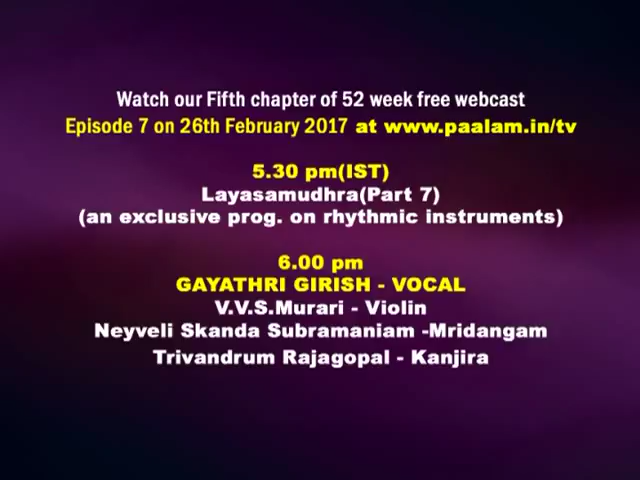 Watch our Fifth chapter of 52 week free webcast
Episode 7 on 26th February 2017 at www.paalam.in/tv
5.30 pm(IST)
Layasamudhra(Part 7)
(an exclusive prog. on rhythmic instruments)
6.00 pm
GAYATHRI GIRISH - VOCAL
V.V.S.Murari - Violin
Neyveli Skanda Subramaniam -Mridangam
Trivandrum Rajagopal - Kanjira